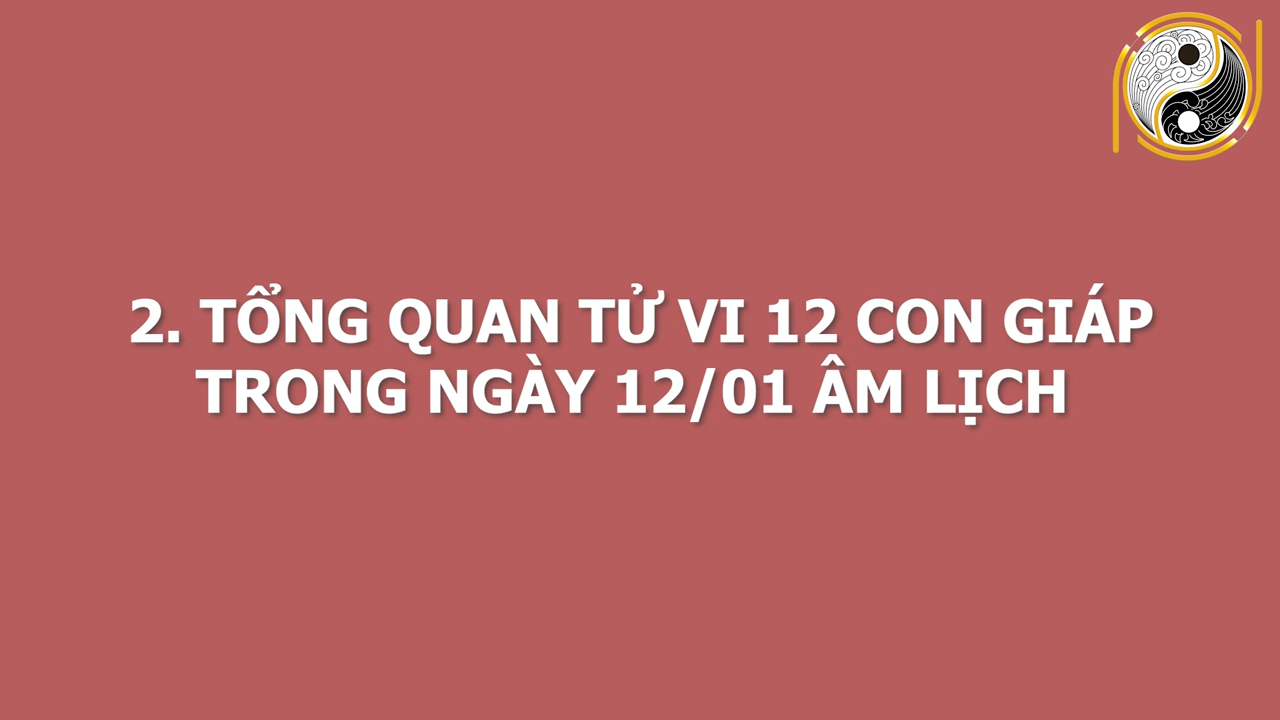 2. TỔNG QUAN TỬ VI 12 CON GIÁP
TRONG NGÀY 12/01 ÂM LỊCH